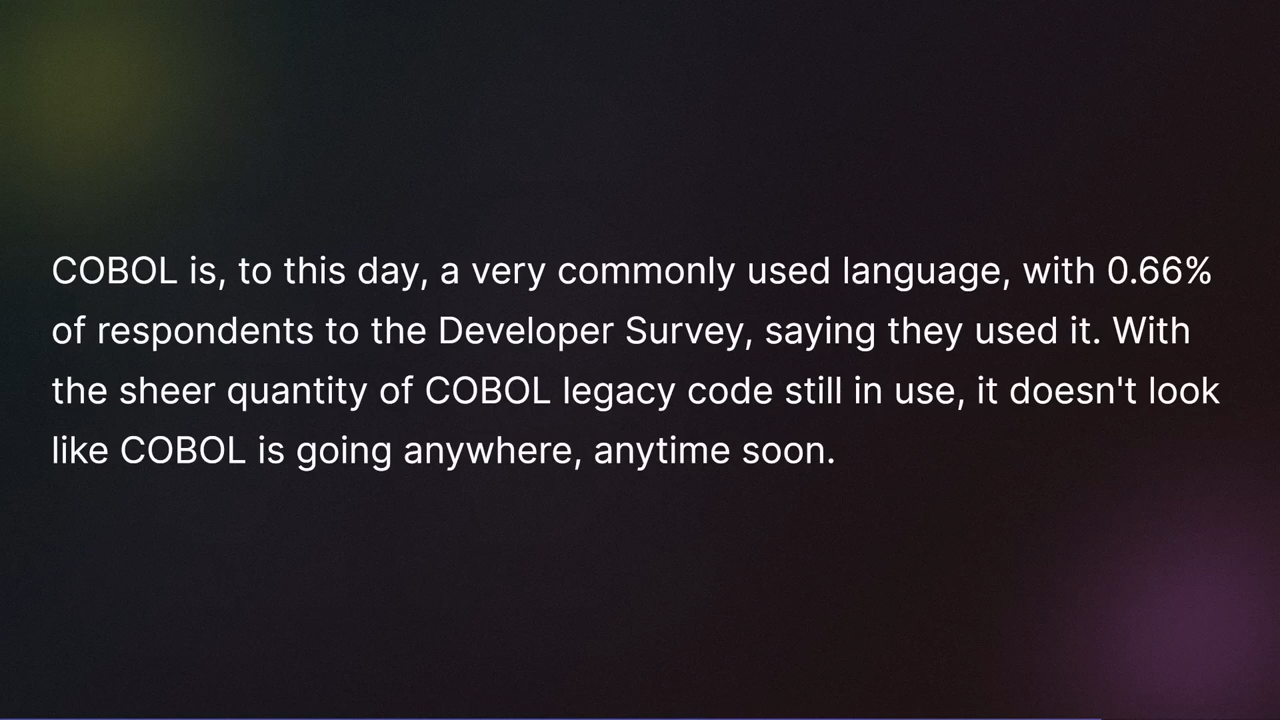 COBOL is, to this day, a very commonly used language, with 0.66%
of respondents to the Developer Survey, saying they used it. With
the sheer quantity of COBOL legacy code still in use, it doesn't look
like COBOL is going anywhere, anytime soon.